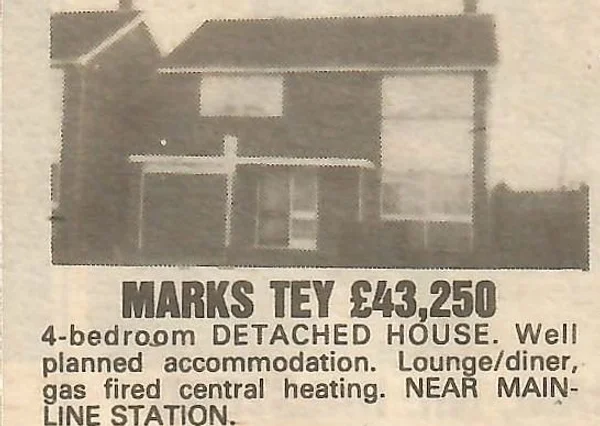 MARKS TEY £43,250
4-bedroom DETACHED HOUSE. Well
planned accommodation. Lounge/diner,
gas fired central heating. NEAR MAIN-
LINE STATION.